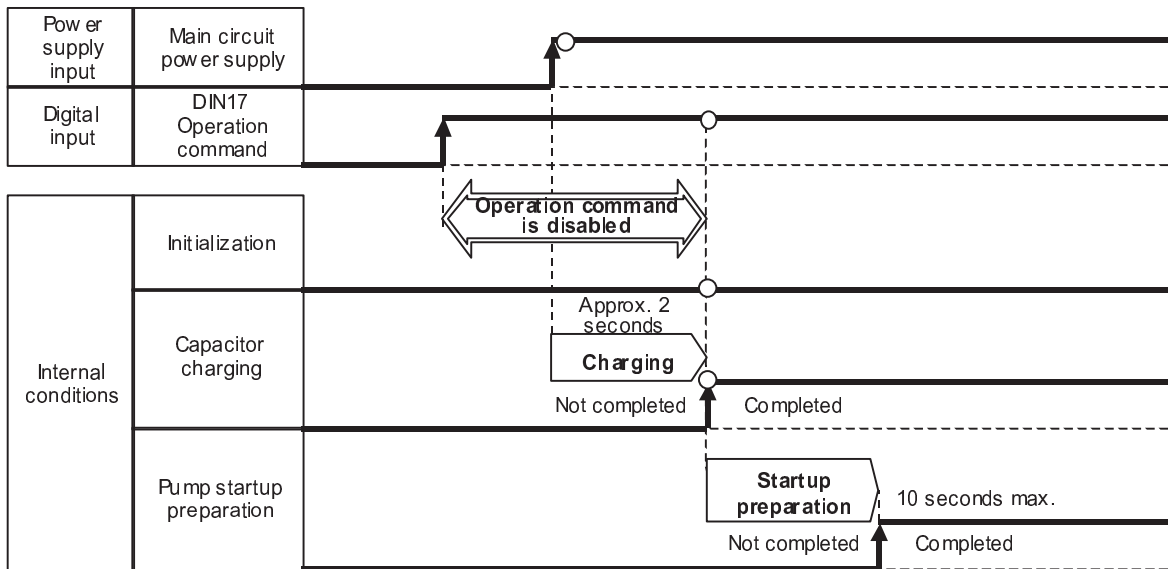 Power
supply
input
Main circuit
power supply
Digital
input
DIN17
Operation
command
Operation command
is disabled
Initialization
Approx. 2
seconds
Internal
conditions
Capacitor
charging
Charging
Not completed
Completed
Pump startup
preparation
Startup
preparation
10 seconds max.
Not completed
Completed